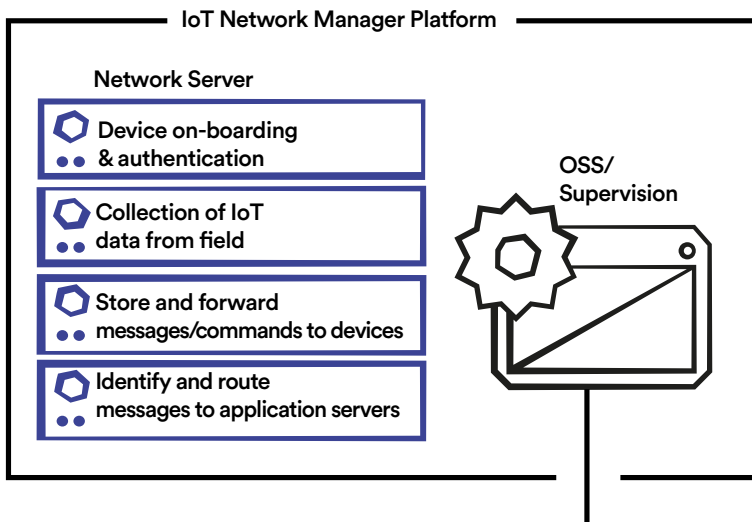 IoT Network Manager Platform
Network Server
Device on-boarding
& authentication
Collection of IoT
data from field
Store and forward
messages/commands to devices
Identify and route
messages to application servers
OSS/
Supervision